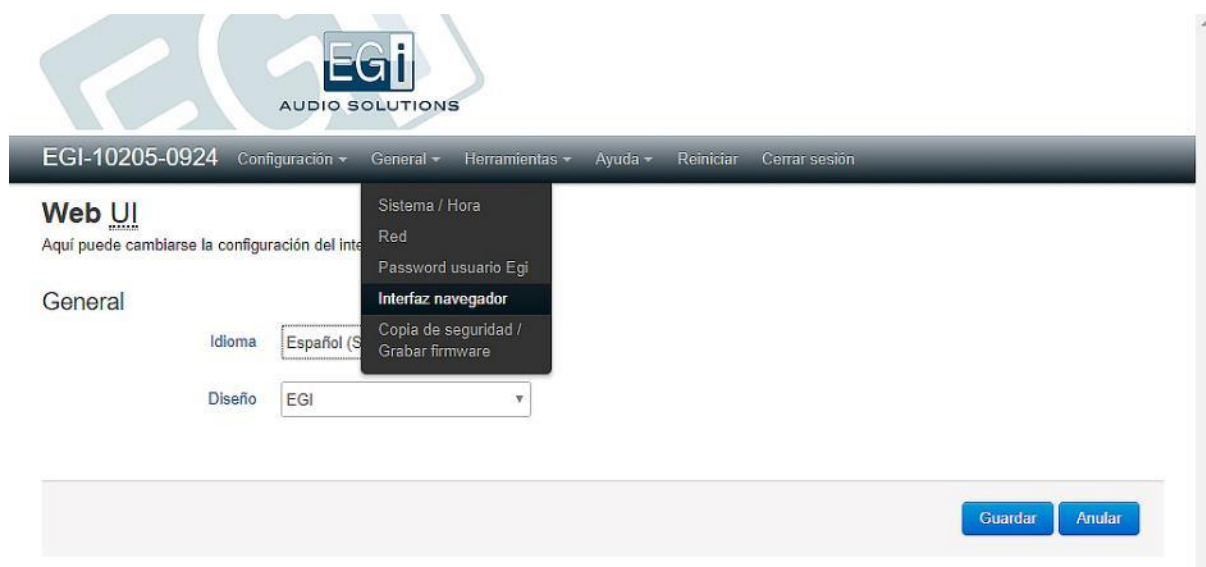 EGi
AUDIO SOLUTIONS
EGI-10205-0924 Configuración General Herramientas Ayuda Reiniciar Cerrar sesión
Web UI
Aquí puede cambiarse la configuración del
Sistema / Hora
Red
Password usuario Egi
Interfaz navegador
Copia de seguridad /
Grabar firmware
General
Idioma Español
Diseño EGI
Guardar Anular